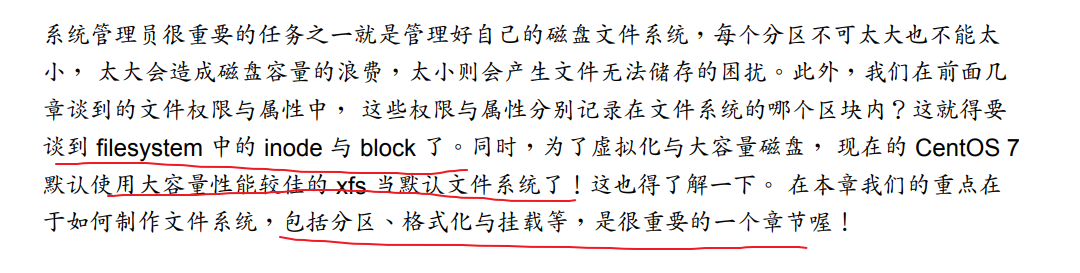 系统管理员很重要的任务之一就是管理好自己的磁盘文件系统，每个分区不可太大也不能太
小， 太大会造成磁盘容量的浪费，太小则会产生文件无法储存的困扰。此外，我们在前面几
章谈到的文件权限与属性中， 这些权限与属性分别记录在文件系统的哪个区块内？这就得要
谈到 filesystem 中的 inode 与 block 了。同时，为了虚拟化与大容量磁盘， 现在的 CentOS 7
默认使用大容量性能较佳的 xfs 当默认文件系统了！这也得了解一下。 在本章我们的重点在
于如何制作文件系统，包括分区、格式化与挂载等，是很重要的一个章节喔！